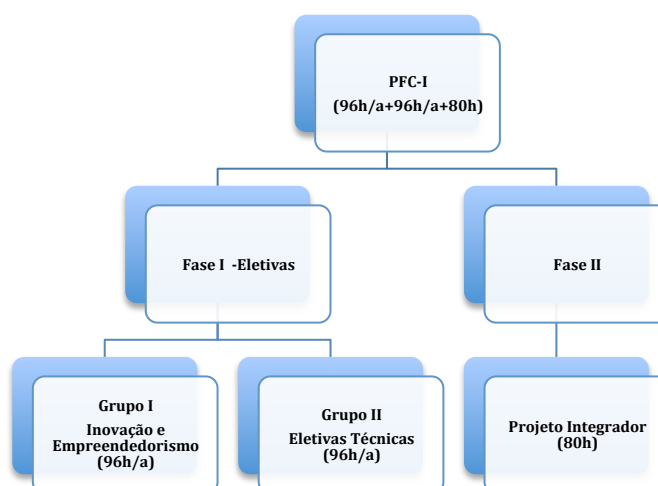 PFC-I
(96h/a+96h/a+80h)
Fase I -Eletivas
Fase II
Grupo I
Inovação e
Empreendedorismo
(96h/a)
Grupo II
Eletivas Técnicas
(96h/a)
Projeto Integrador
(80h)